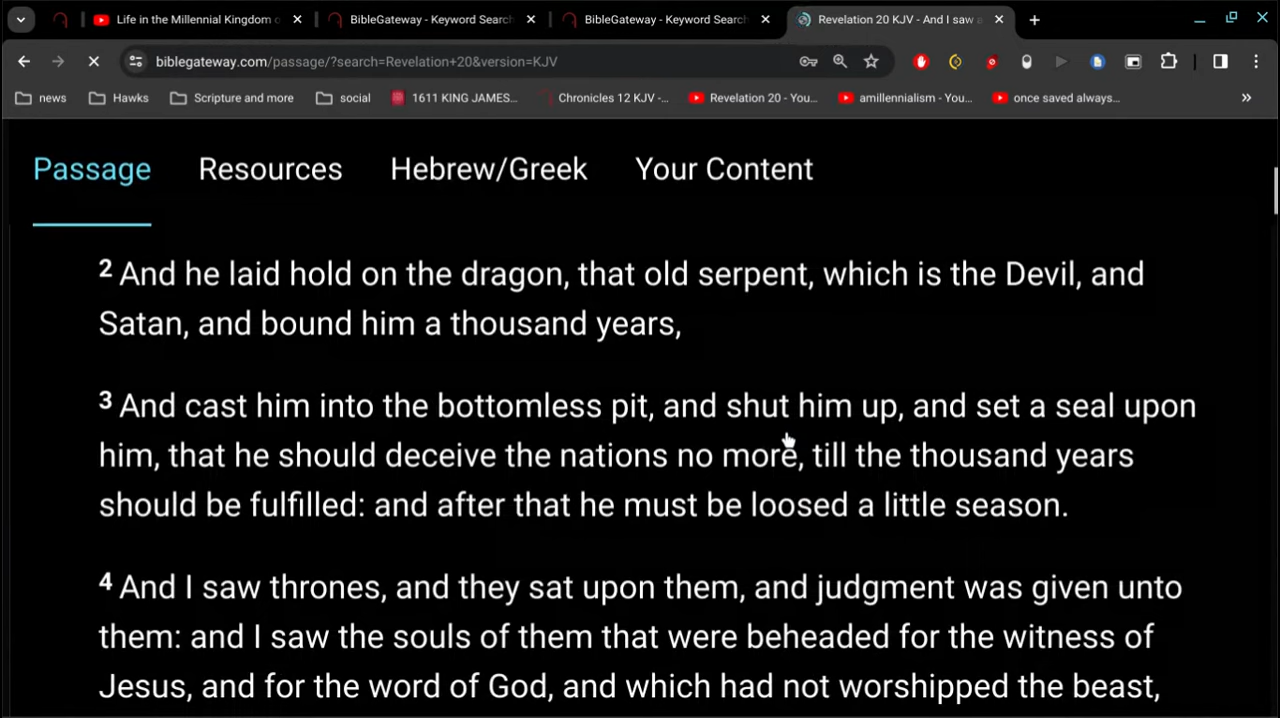 Life in the Millennial Kingdom
BibleGateway - Keyword Search
BibleGateway - Keyword Search
Revelation 20 KJV - And I saw a
biblegateway.com/passage/?search=Revelation+20&version=KJV
news
Hawks
Scripture and more
social
1611 KING JAMES...
Chronicles 12 KJV -...
Revelation 20 - You...
amillennialism - You...
once saved always...
Passage
Resources
Hebrew/Greek
Your Content
2 And he laid hold on the dragon, that old serpent, which is the Devil, and
Satan, and bound him a thousand years,
3 And cast him into the bottomless pit, and shut him up, and set a seal upon
him, that he should deceive the nations no more, till the thousand years
should be fulfilled: and after that he must be loosed a little season.
4 And I saw thrones, and they sat upon them, and judgment was given unto
them: and I saw the souls of them that were beheaded for the witness of
Jesus, and for the word of God, and which had not worshipped the beast,